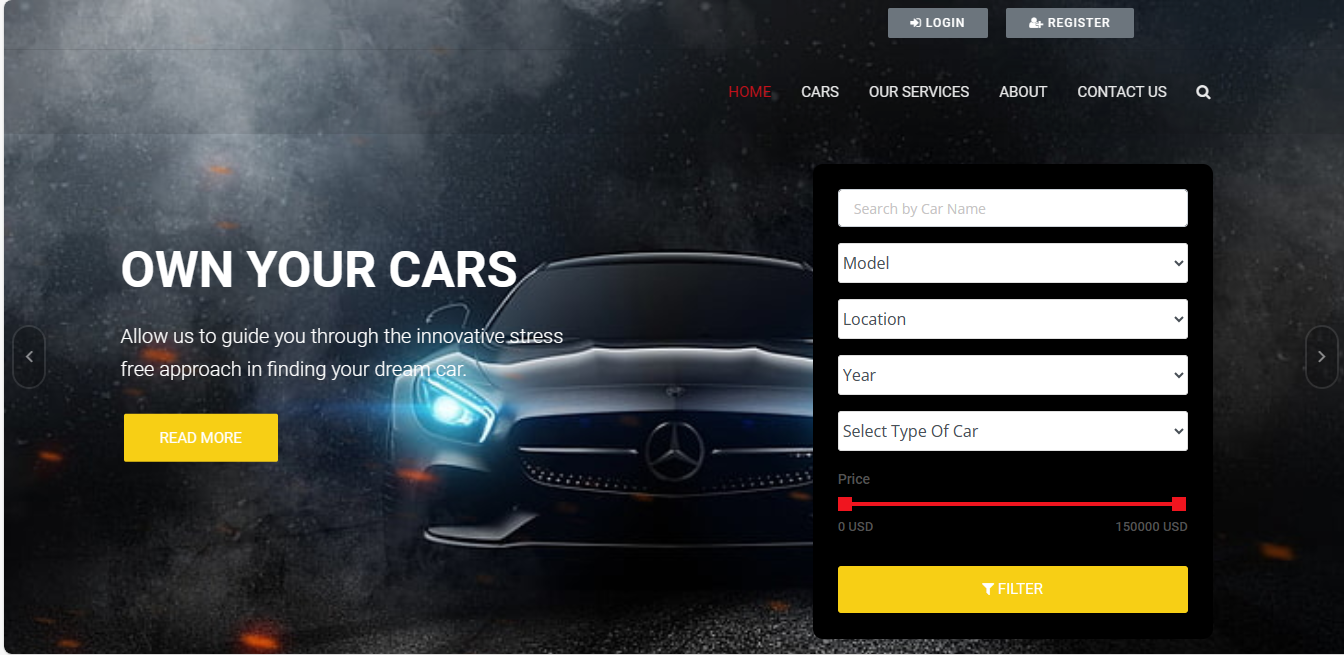 LOGIN
REGISTER
HOME
CARS
OUR SERVICES
ABOUT
CONTACT US
OWN YOUR CARS
Allow us to guide you through the innovative stress
free approach in finding your dream car.
READ MORE
Search by Car Name
Model
Location
Year
Select Type Of Car
Price
0 USD
150000 USD
FILTER